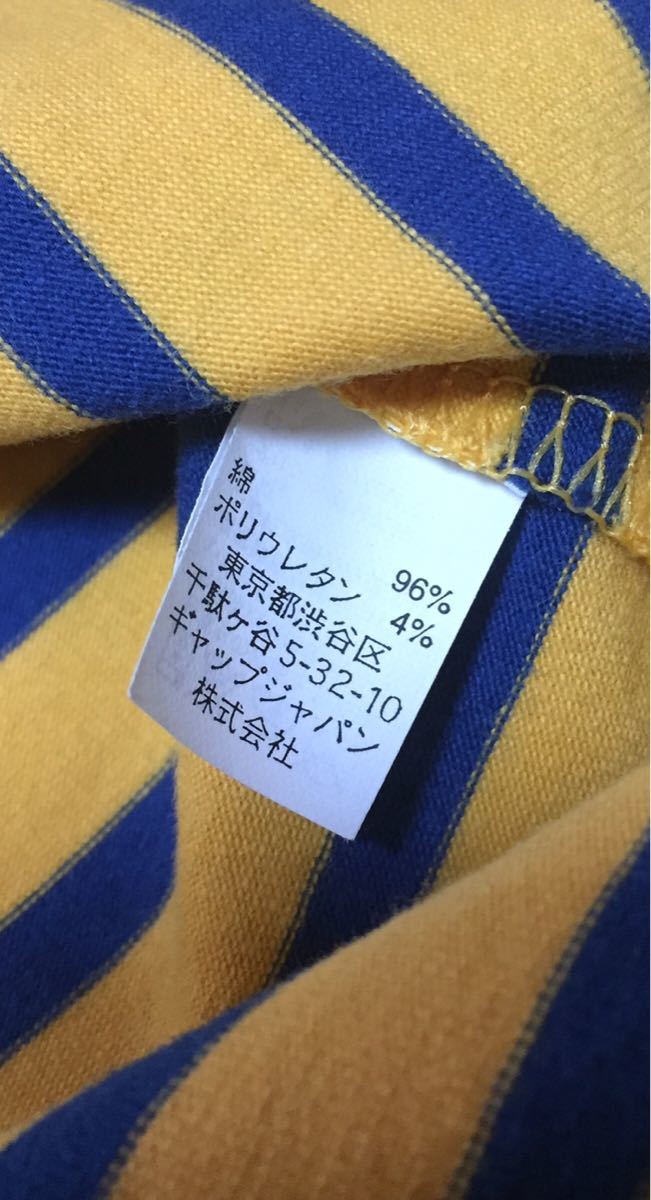 綿 96%
ポリウレタン 4%
東京都渋谷区
千駄ケ谷5-32-10
ギャップジャパン
株式会社